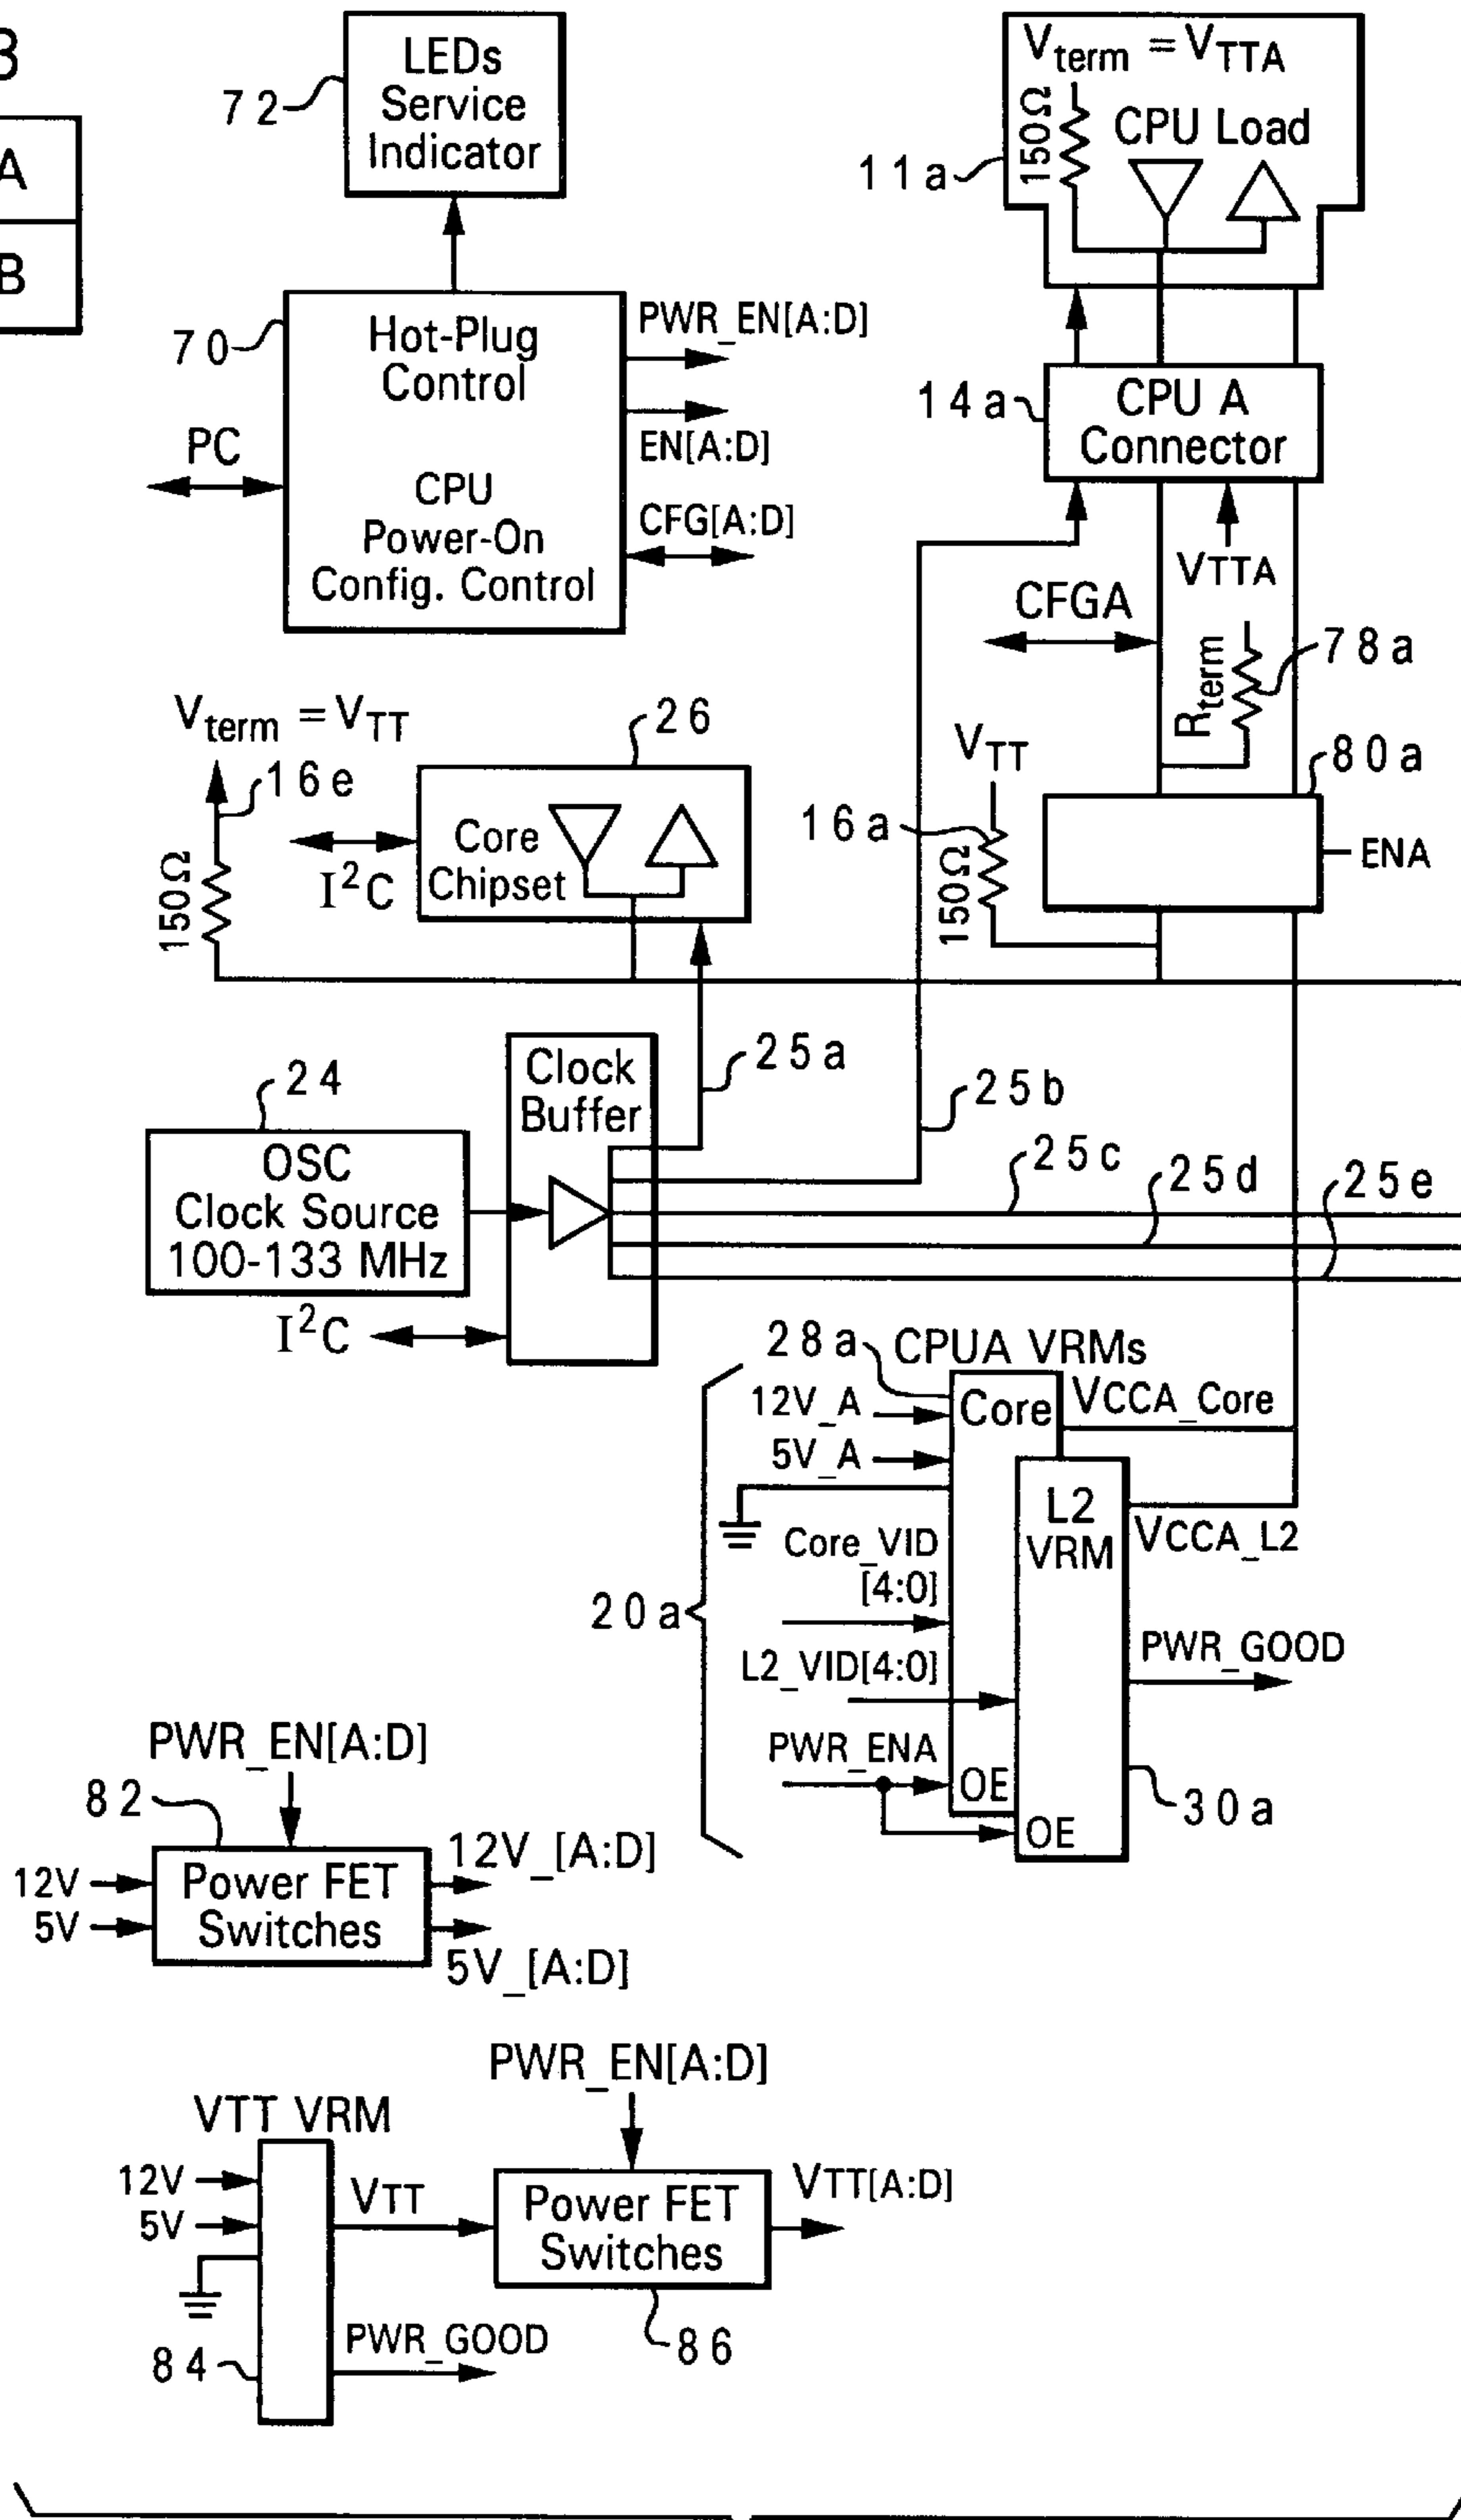 B
A
B
LEDs
Service
Indicator
72
Vterm = VTTA
150Ω
CPU Load
11a
70
Hot-Plug
Control
CPU
Power-On
Config. Control
PC
PWR_EN[A:D]
EN[A:D]
CFG[A:D]
14a
CPU A
Connector
VTTA
CFGA
Rterm
78a
Vterm = VTT
16e
150Ω
26
Core
Chipset
I²C
VTT
16a
150Ω
80a
ENA
24
OSC
Clock Source
100-133 MHz
Clock
Buffer
I²C
25a
25b
25c
25d
25e
28a
CPUA VRMs
12V_A
5V_A
Core
VCCA_Core
L2
VRM
VCCA_L2
Core_VID
[4:0]
20a
L2_VID[4:0]
PWR_GOOD
PWR_ENA
OE
OE
30a
PWR_EN[A:D]
82
12V
5V
Power FET
Switches
12V_[A:D]
5V_[A:D]
PWR_EN[A:D]
VTT VRM
12V
5V
VTT
Power FET
Switches
VTT[A:D]
86
84
PWR_GOOD